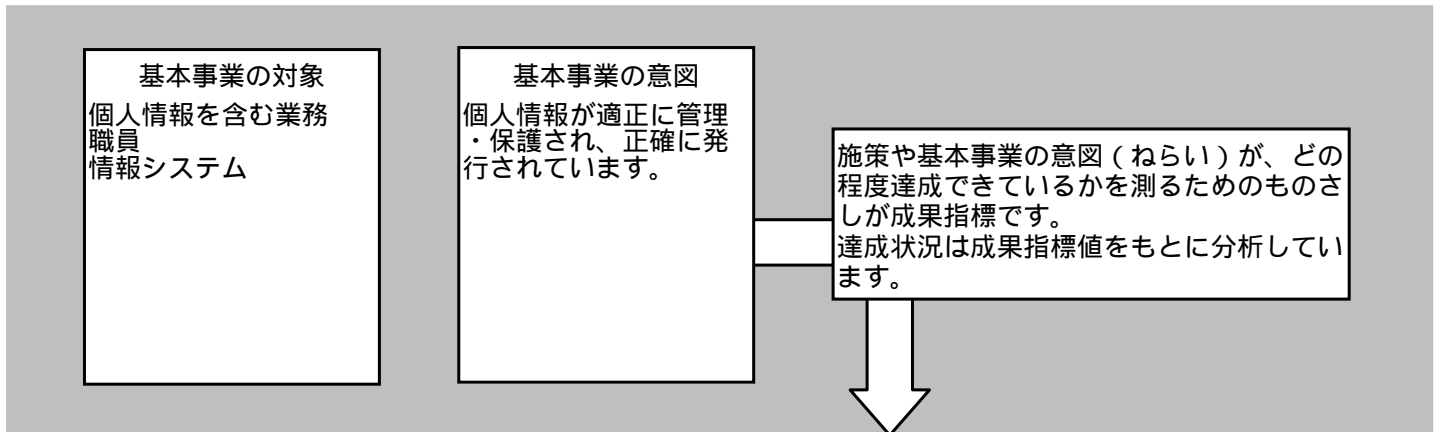 基本事業の対象
個人情報を含む業務
職員
情報システム
基本事業の意図
個人情報が適正に管理
・保護され、正確に発
行されています。
施策や基本事業の意図（ねらい）が、どの
程度達成できているかを測るためのものさ
しが成果指標です。
達成状況は成果指標値をもとに分析してい
ます。